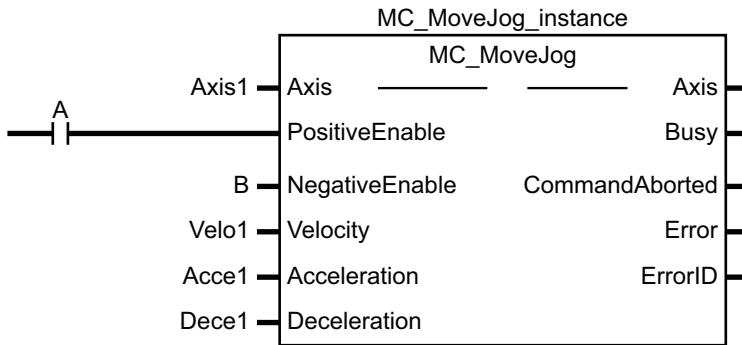 MC_MoveJog_instance
MC_MoveJog
Axis1 Axis Axis
A
PositiveEnable Busy
B NegativeEnable CommandAborted
Velo1 Velocity Error
Acce1 Acceleration ErrorID
Dece1 Deceleration